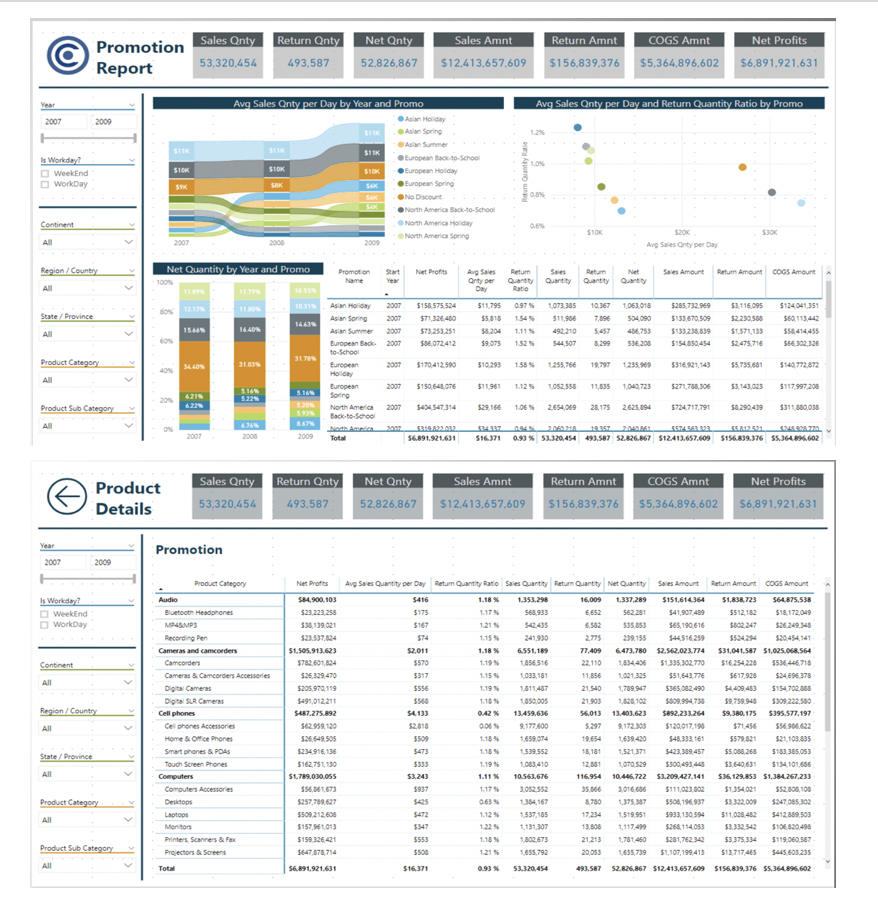 Promotion Report
Sales Qnty Return Qnty Net Qnty Sales Amnt Return Amnt COGS Amnt Net Profits
53,320,454 493,587 52,826,867 $12,413,657,609 $156,839,376 $5,364,896,602 $6,891,921,631
Year
2007 2009
Is Workday?
WeekEnd
WorkDay
Continent
All
Region / Country
All
State / Province
All
Product Category
All
Product Sub Category
All
Avg Sales Qnty per Day by Year and Promo
$11K $11K $11K
$10K $10K $11K
$9K $8K $10K
$6K
$4K
2007 2008 2009
Asian Holiday
Asian Spring
Asian Summer
European Back-to-School
European Holiday
European Spring
No Discount
North America Back-to-School
North America Holiday
North America Spring
Avg Sales Qnty per Day and Return Quantity Ratio by Promo
Return Quantity Ratio
1.2%
1.0%
0.8%
0.6%
$10K $20K $30K
Avg Sales Qnty per Day
Net Quantity by Year and Promo
100%
80%
60%
40%
20%
0%
11.77%
12.17% 11.80% 10.31%
15.66% 16.40% 14.63%
34.40% 31.83% 31.78%
6.21% 5.16% 5.16%
6.22% 5.22%
5.93%
6.76% 8.67%
2007 2008 2009
Promotion Name Start Year Net Profits Avg Sales Qnty per Day Return Quantity Ratio Sales Quantity Return Quantity Net Quantity Sales Amount Return Amount COGS Amount
Asian Holiday 2007 $158,575,524 $11,795 0.97 % 1,073,385 10,367 1,063,018 $285,732,969 $3,116,095 $124,041,351
Asian Spring 2007 $71,326,480 $5,818 1.54 % 511,986 7,896 504,090 $133,670,509 $2,230,588 $60,113,442
Asian Summer 2007 $73,253,251 $8,204 1.11 % 492,210 5,457 486,753 $133,238,839 $1,571,133 $58,414,455
European Back-to-School 2007 $86,072,412 $9,075 1.52 % 544,507 8,299 536,208 $154,850,454 $2,475,716 $66,302,326
European Holiday 2007 $170,412,590 $10,293 1.58 % 1,255,766 19,797 1,235,969 $316,921,143 $5,735,681 $140,772,872
European Spring 2007 $150,648,076 $11,961 1.12 % 1,052,558 11,835 1,040,723 $271,788,306 $3,143,023 $117,997,208
North America Back-to-School 2007 $404,547,314 $29,166 1.06 % 2,654,069 28,175 2,625,894 $724,717,791 $8,290,439 $311,880,038
North America 2007 $319,822,032 $34,337 0.94 % 2,060,218 19,357 2,040,861 $574,563,323 $5,812,521 $248,928,770
Total $6,891,921,631 $16,371 0.93 % 53,320,454 493,587 52,826,867 $12,413,657,609 $156,839,376 $5,364,896,602
Product Details
Sales Qnty Return Qnty Net Qnty Sales Amnt Return Amnt COGS Amnt Net Profits
53,320,454 493,587 52,826,867 $12,413,657,609 $156,839,376 $5,364,896,602 $6,891,921,631
Year
2007 2009
Is Workday?
WeekEnd
WorkDay
Continent
All
Region / Country
All
State / Province
All
Product Category
All
Product Sub Category
All
Promotion
Product Category Net Profits Avg Sales Quantity per Day Return Quantity Ratio Sales Quantity Return Quantity Net Quantity Sales Amount Return Amount COGS Amount
Audio $84,900,103 $416 1.18 % 1,353,298 16,009 1,337,289 $151,614,364 $1,838,723 $64,875,538
Bluetooth Headphones $23,223,258 $175 1.17 % 568,933 6,652 562,281 $41,907,489 $512,182 $18,172,049
MP4&MP3 $38,139,021 $167 1.21 % 542,435 6,582 535,853 $65,190,616 $802,247 $26,249,348
Recording Pen $23,537,824 $74 1.15 % 241,930 2,775 239,155 $44,516,259 $524,294 $20,454,141
Cameras and camcorders $1,505,913,623 $2,011 1.18 % 6,551,189 77,409 6,473,780 $2,562,023,774 $31,041,587 $1,025,068,564
Camcorders $782,601,824 $570 1.19 % 1,856,516 22,110 1,834,406 $1,335,302,770 $16,254,228 $536,446,718
Cameras & Camcorders Accessories $26,329,470 $317 1.15 % 1,033,181 11,856 1,021,325 $51,643,776 $617,928 $24,696,378
Digital Cameras $205,970,119 $556 1.19 % 1,811,487 21,540 1,789,947 $365,082,490 $4,409,483 $154,702,888
Digital SLR Cameras $491,012,211 $568 1.18 % 1,850,005 21,903 1,828,102 $809,994,738 $9,759,948 $309,222,580
Cell phones $487,275,892 $4,133 0.42 % 13,459,636 56,013 13,403,623 $892,233,264 $9,380,175 $395,577,197
Cell phones Accessories $62,959,120 $2,818 0.06 % 9,177,600 5,297 9,172,303 $120,017,198 $71,456 $56,986,622
Home & Office Phones $26,649,505 $509 1.18 % 1,659,074 19,654 1,639,420 $48,333,161 $579,821 $21,103,835
Smart phones & PDAs $234,916,136 $473 1.18 % 1,539,552 18,181 1,521,371 $423,389,457 $5,088,268 $183,385,053
Touch Screen Phones $162,751,130 $333 1.19 % 1,083,410 12,881 1,070,529 $300,493,448 $3,640,631 $134,101,686
Computers $1,789,030,055 $3,243 1.11 % 10,563,676 116,954 10,446,722 $3,209,427,141 $36,129,853 $1,384,267,233
Computers Accessories $56,861,673 $937 1.17 % 3,052,552 35,866 3,016,686 $111,023,802 $1,354,021 $52,808,108
Desktops $257,789,627 $425 0.63 % 1,384,167 8,780 1,375,387 $508,196,937 $3,322,009 $247,085,302
Laptops $509,212,608 $472 1.12 % 1,537,185 17,234 1,519,951 $933,130,594 $11,028,482 $412,889,503
Monitors $157,961,013 $347 1.22 % 1,131,307 13,808 1,117,499 $268,114,053 $3,332,542 $106,820,498
Printers, Scanners & Fax $159,326,421 $553 1.18 % 1,802,673 21,213 1,781,460 $281,762,342 $3,375,334 $119,060,587
Projectors & Screens $647,878,714 $508 1.21 % 1,655,792 20,053 1,635,739 $1,107,199,413 $13,717,465 $445,603,235
Total $6,891,921,631 $16,371 0.93 % 53,320,454 493,587 52,826,867 $12,413,657,609 $156,839,376 $5,364,896,602